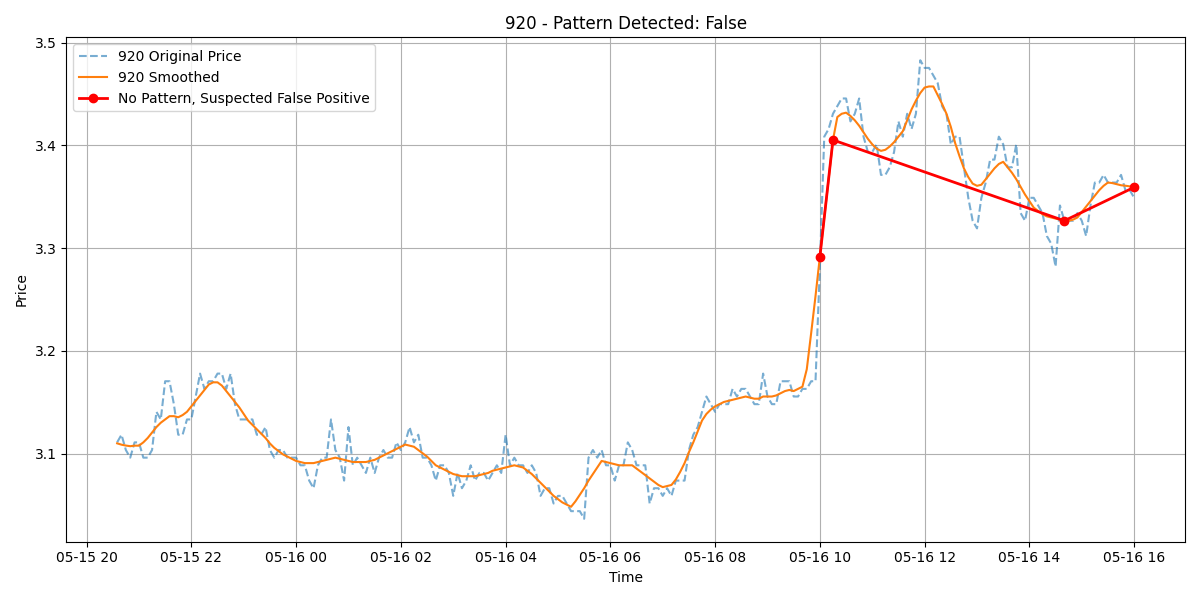 920 - Pattern Detected: False
920 Original Price
920 Smoothed
No Pattern, Suspected False Positive
Price
3.5
3.4
3.3
3.2
3.1
05-15 20 05-15 22 05-16 00 05-16 02 05-16 04 05-16 06 05-16 08 05-16 10 05-16 12 05-16 14 05-16 16
Time